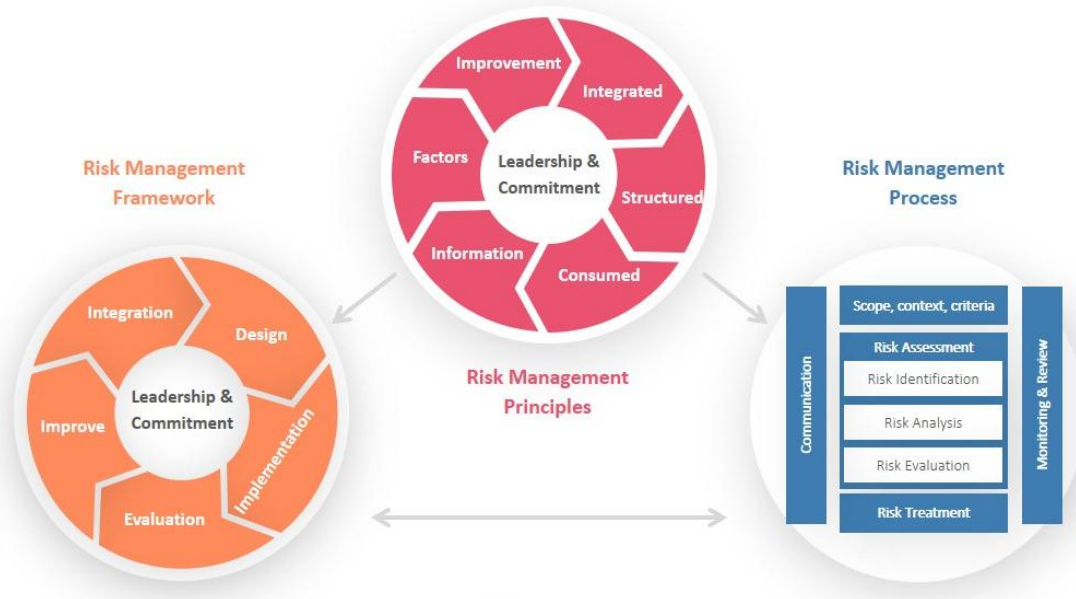 Improvement
Integrated
Structured
Consumed
Information
Factors
Leadership &
Commitment
Risk Management
Principles
Risk Management
Framework
Integration
Design
Implementation
Evaluation
Improve
Leadership &
Commitment
Risk Management
Process
Communication
Scope, context, criteria
Risk Assessment
Risk Identification
Risk Analysis
Risk Evaluation
Risk Treatment
Monitoring & Review